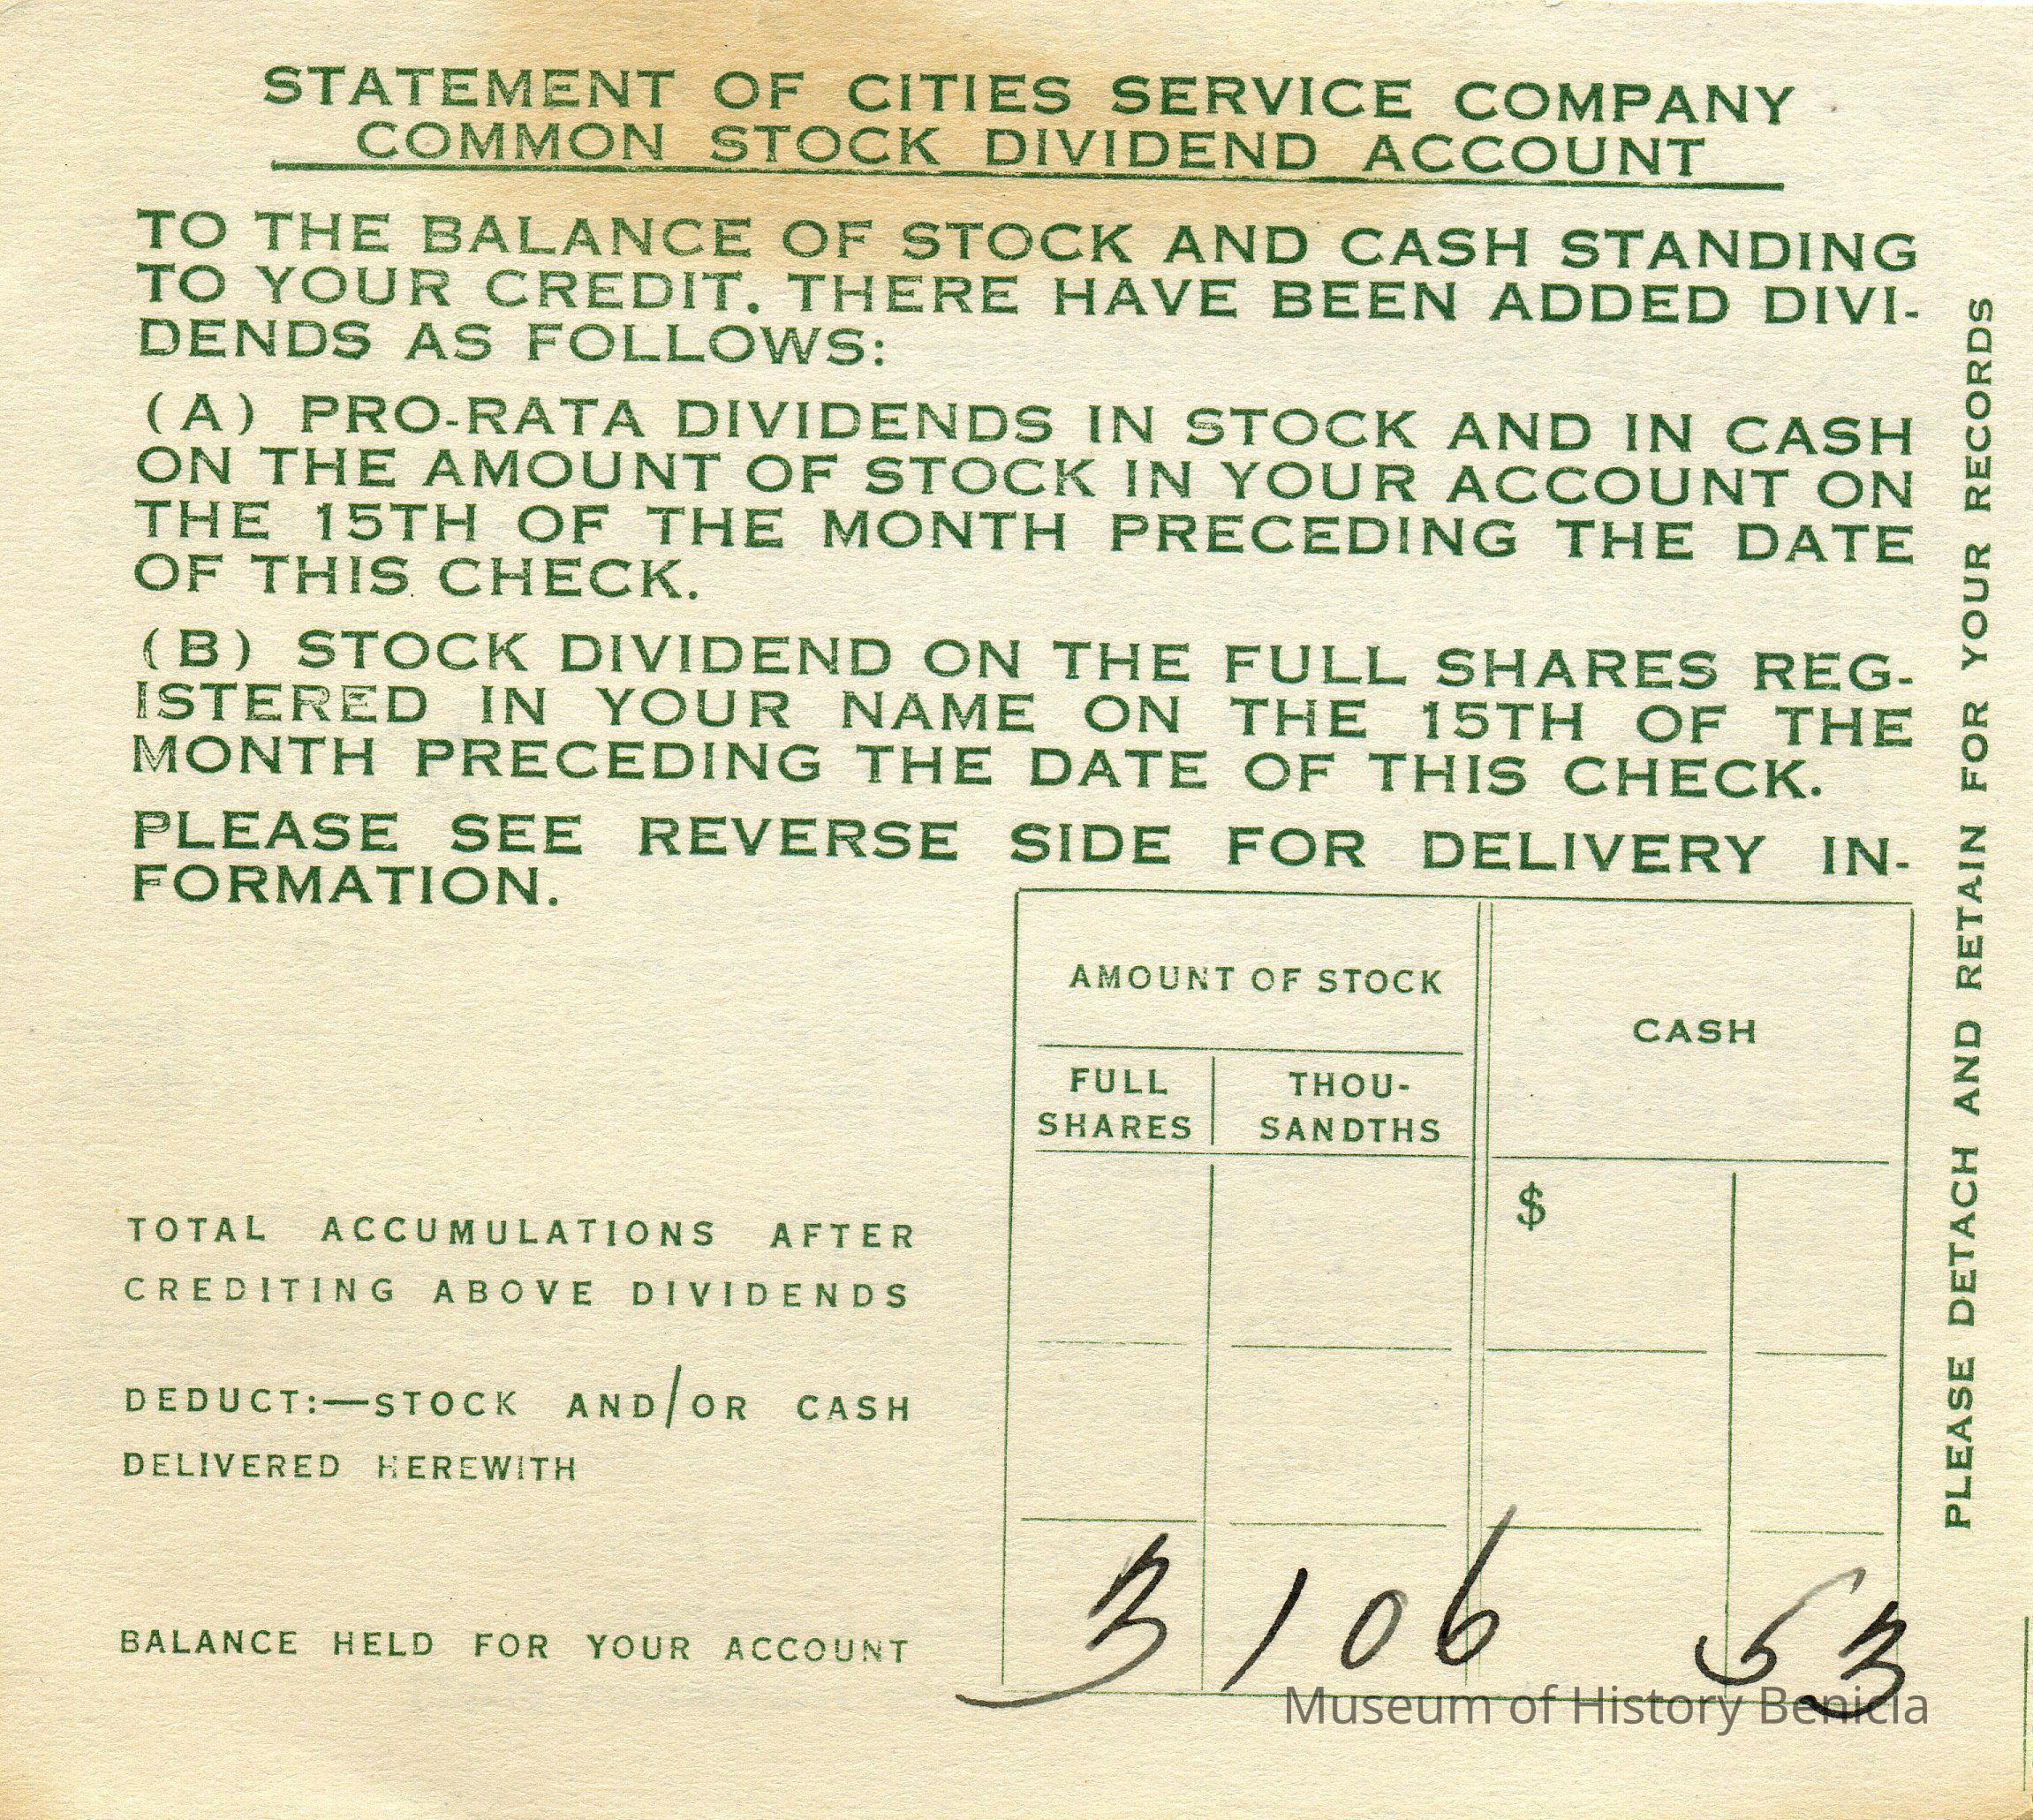 STATEMENT OF CITIES SERVICE COMPANY
COMMON STOCK DIVIDEND ACCOUNT
TO THE BALANCE OF STOCK AND CASH STANDING
TO YOUR CREDIT. THERE HAVE BEEN ADDED DIVI-
DENDS AS FOLLOWS:
(A) PRO-RATA DIVIDENDS IN STOCK AND IN CASH
ON THE AMOUNT OF STOCK IN YOUR ACCOUNT ON
THE 15TH OF THE MONTH PRECEDING THE DATE
OF THIS CHECK.
(B) STOCK DIVIDEND ON THE FULL SHARES REG-
ISTERED IN YOUR NAME ON THE 15TH OF THE
MONTH PRECEDING THE DATE OF THIS CHECK.
PLEASE SEE REVERSE SIDE FOR DELIVERY IN-
FORMATION.
AMOUNT OF STOCK
CASH
FULL
SHARES
THOU-
SANDTHS
$
TOTAL ACCUMULATIONS AFTER
CREDITING ABOVE DIVIDENDS
DEDUCT:—STOCK AND/OR CASH
DELIVERED HEREWITH
BALANCE HELD FOR YOUR ACCOUNT 3 106 53
PLEASE DETACH AND RETAIN FOR YOUR RECORDS
Museum of History Benicia